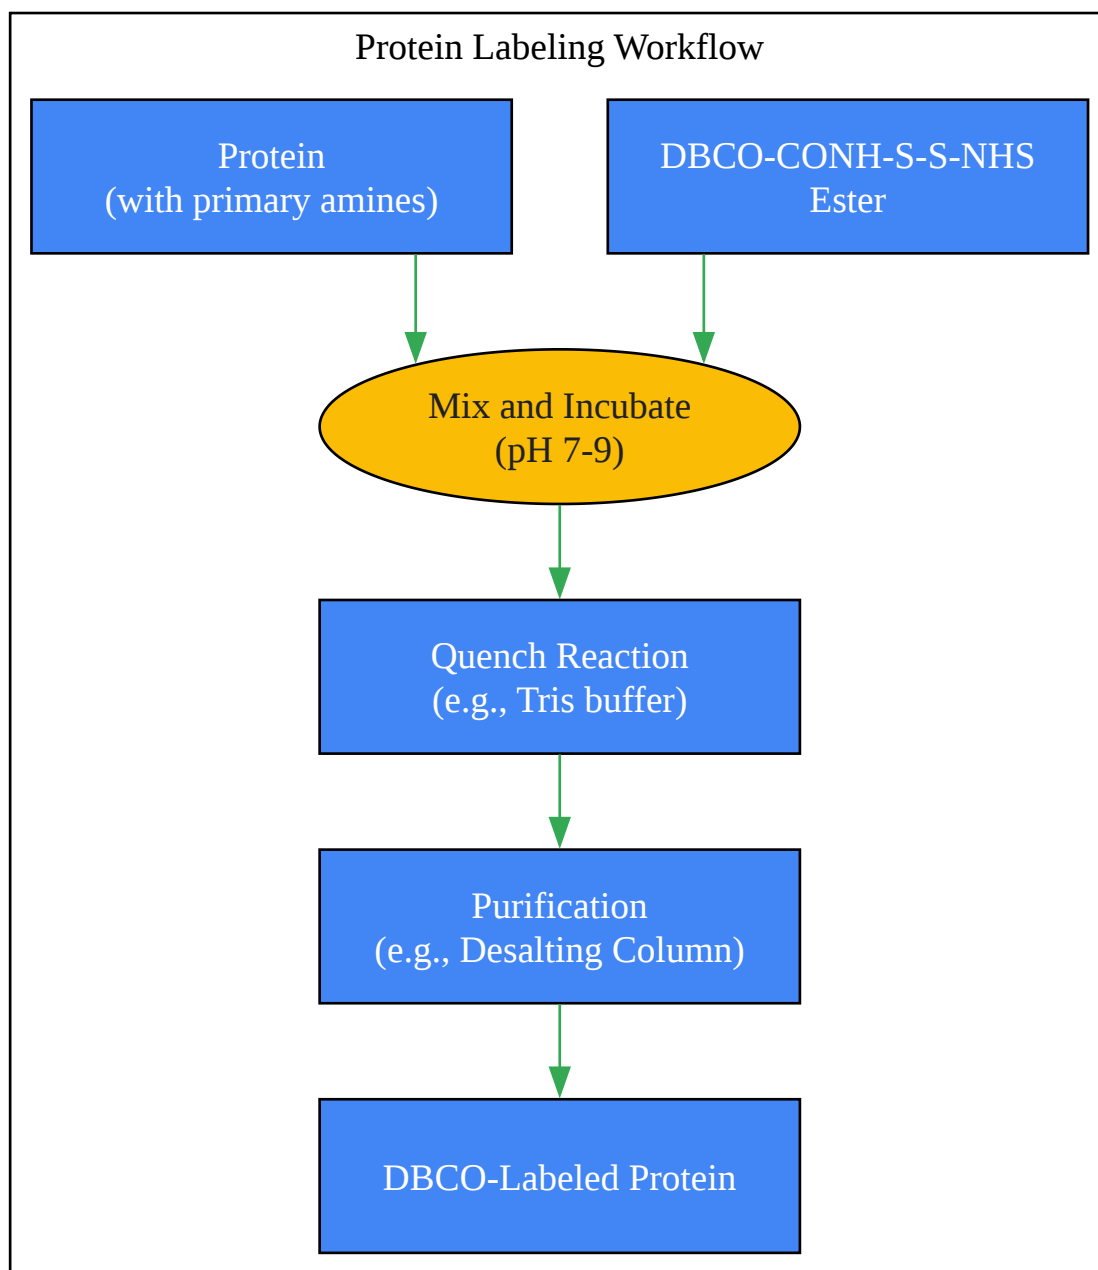 Protein Labeling Workflow
Protein
(with primary amines)
DBCO-CONH-S-S-NHS
Ester
Mix and Incubate
(pH 7-9)
Quench Reaction
(e.g., Tris buffer)
Purification
(e.g., Desalting Column)
DBCO-Labeled Protein